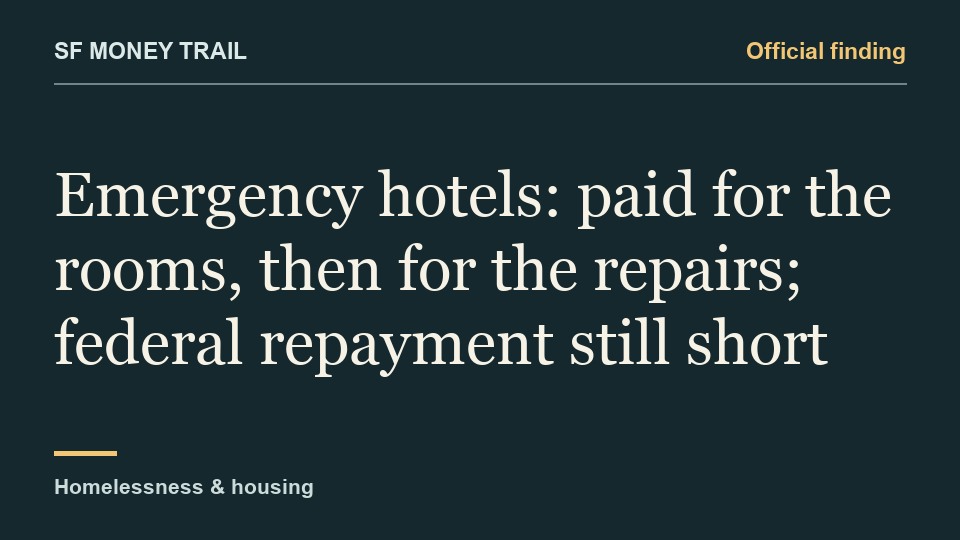 SF MONEY TRAIL
Official finding
Emergency hotels: paid for the
rooms, then for the repairs;
federal repayment still short
Homelessness & housing